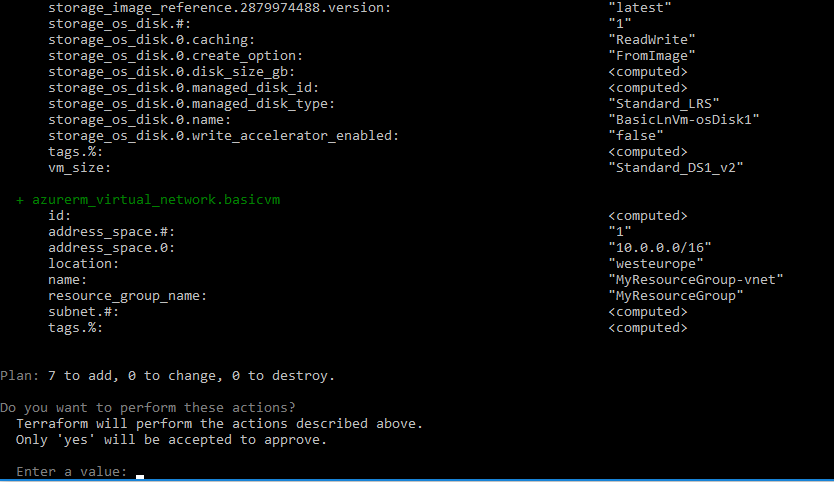 storage_image_reference.2879974488.version: "latest"
storage_os_disk.#: "1"
storage_os_disk.0.caching: "ReadWrite"
storage_os_disk.0.create_option: "FromImage"
storage_os_disk.0.disk_size_gb: <computed>
storage_os_disk.0.managed_disk_id: <computed>
storage_os_disk.0.managed_disk_type: "Standard_LRS"
storage_os_disk.0.name: "BasicLnVm-osDisk1"
storage_os_disk.0.write_accelerator_enabled: "false"
tags.%: <computed>
vm_size: "Standard_DS1_v2"
+ azurerm_virtual_network.basicvm
id: <computed>
address_space.#: "1"
address_space.0: "10.0.0.0/16"
location: "westeurope"
name: "MyResourceGroup-vnet"
resource_group_name: "MyResourceGroup"
subnet.#: <computed>
tags.%: <computed>
Plan: 7 to add, 0 to change, 0 to destroy.
Do you want to perform these actions?
Terraform will perform the actions described above.
Only 'yes' will be accepted to approve.
Enter a value: